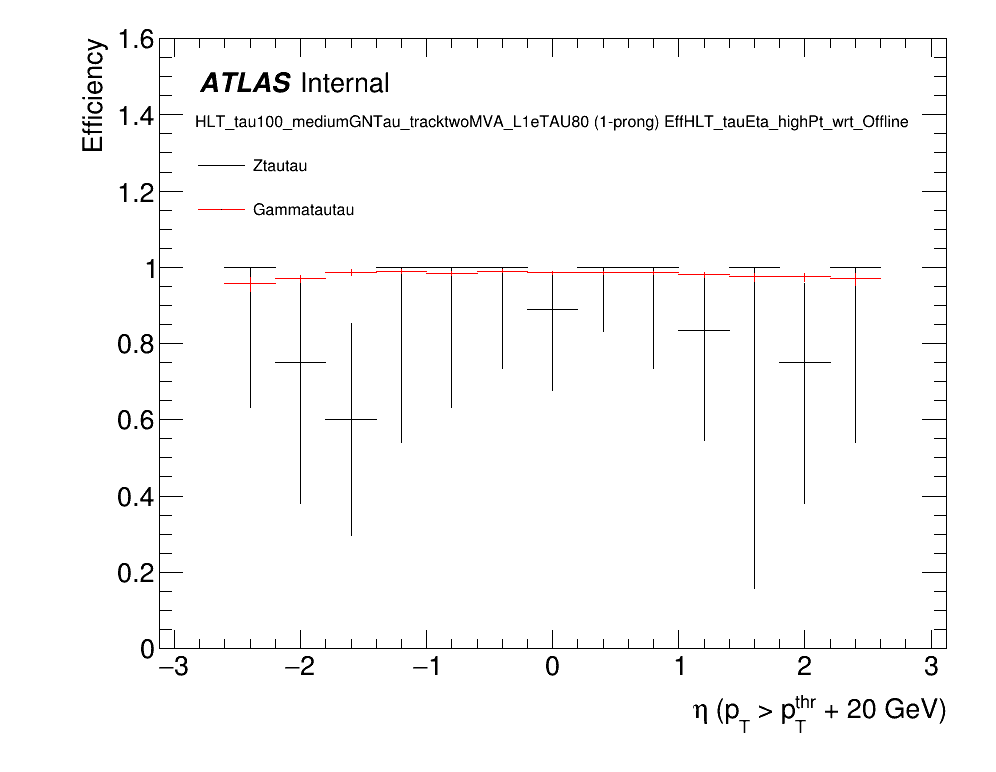 Efficiency
1.6
1.4
1.2
1
0.8
0.6
0.4
0.2
0
ATLAS Internal
HLT_tau100_mediumGNTau_tracktwoMVA_L1eTAU80 (1-prong) EffHLT_tauEta_highPt_wrt_Offline
Ztautau
Gammatautau
−3 −2 −1 0 1 2 3
η (p_T > p_T^thr + 20 GeV)